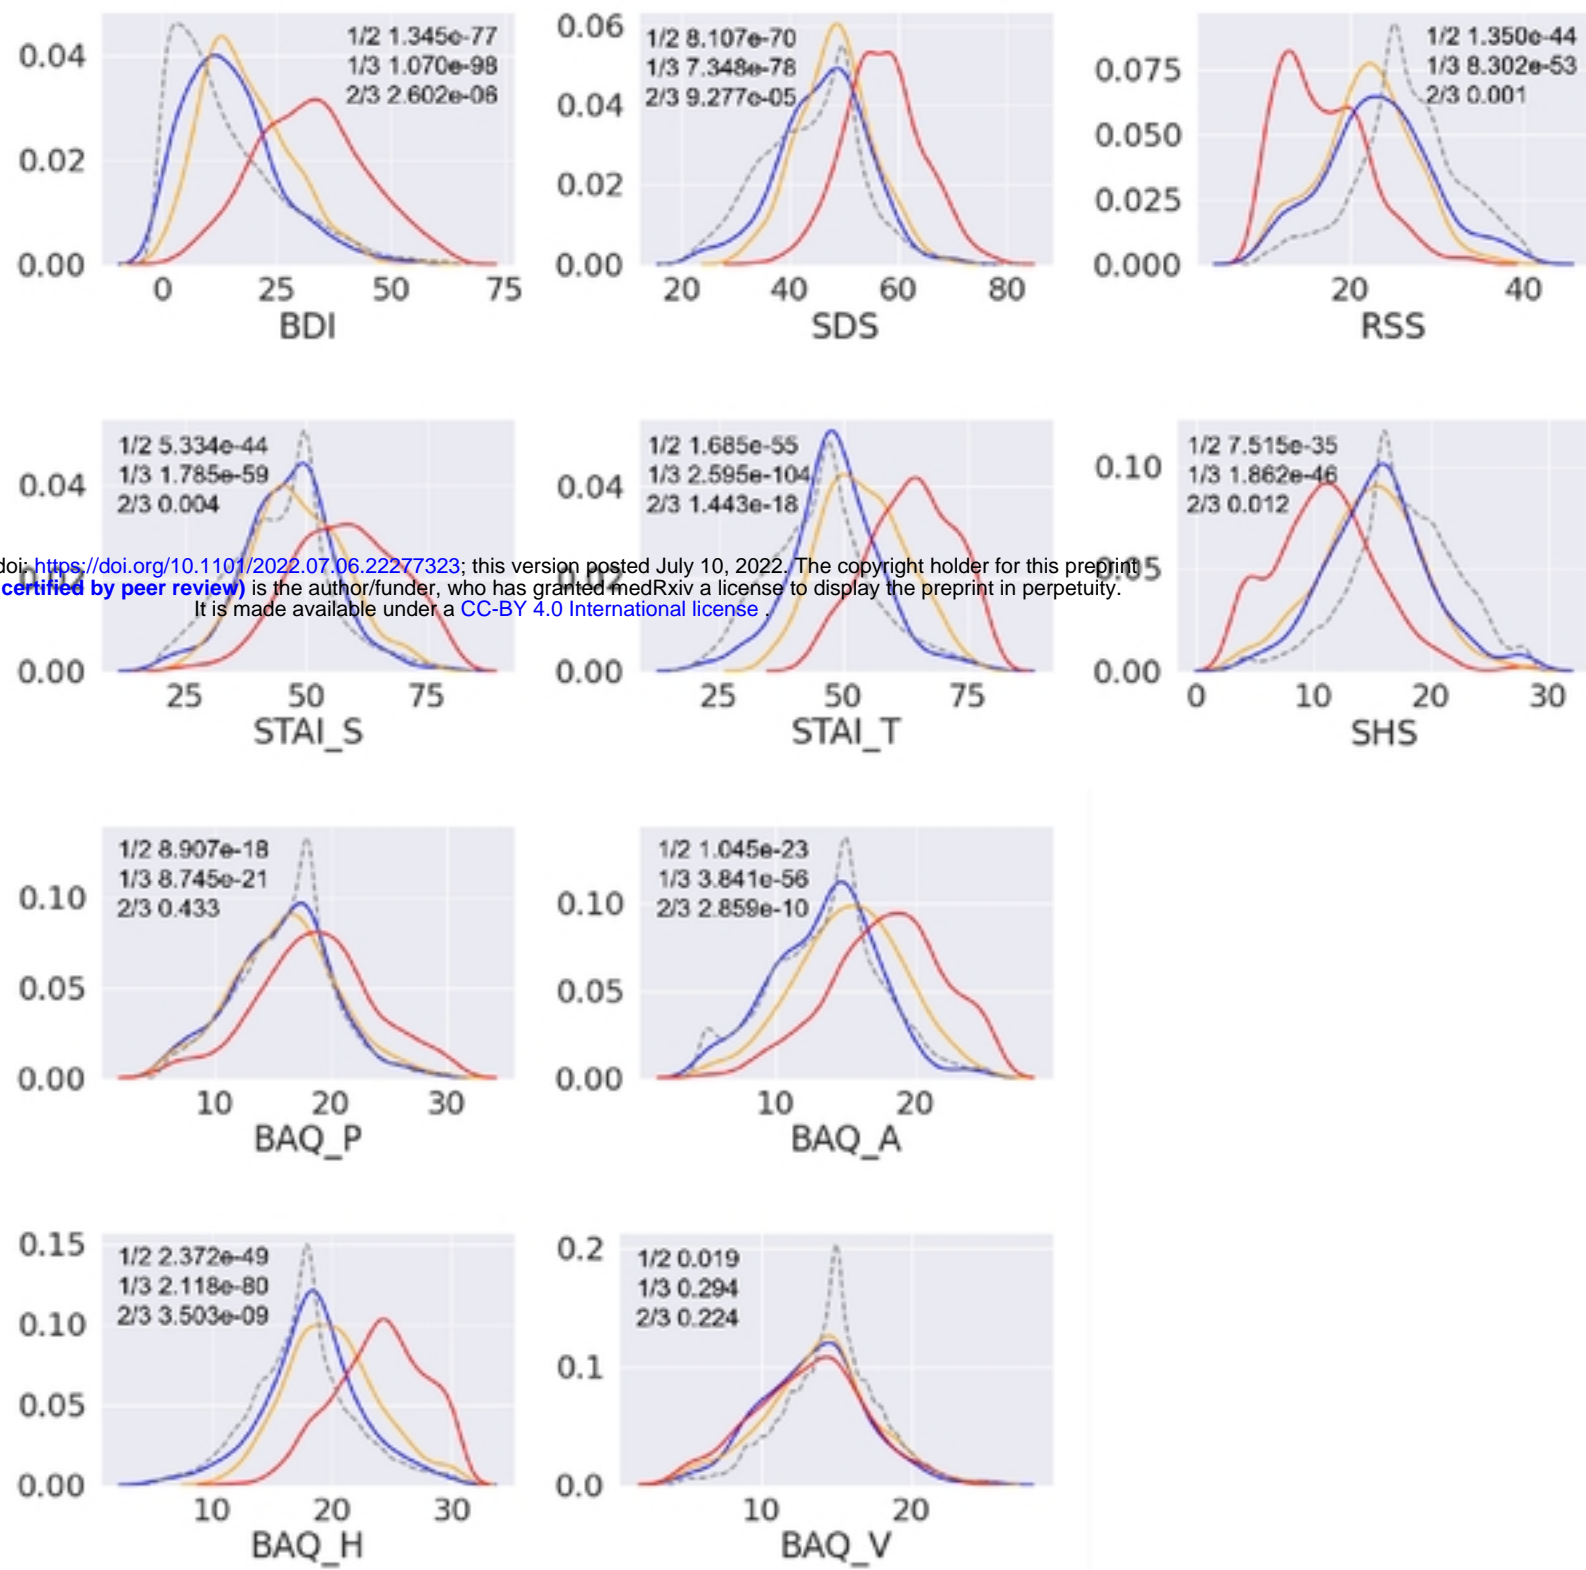 0.04
0.02
0.00
1/2 1.345e-77
1/3 1.070e-98
2/3 2.602e-06
0 25 50 75
BDI
0.06
0.04
0.02
0.00
1/2 8.107e-70
1/3 7.348e-78
2/3 9.277e-05
20 40 60 80
SDS
0.075
0.050
0.025
0.000
1/2 1.350e-44
1/3 8.302e-53
2/3 0.001
20 40
RSS
0.04
0.02
0.00
1/2 5.334e-44
1/3 1.785e-59
2/3 0.004
25 50 75
STAI_S
0.04
0.02
0.00
1/2 1.685e-55
1/3 2.595e-104
2/3 1.443e-18
25 50 75
STAI_T
0.10
0.05
0.00
1/2 7.515e-35
1/3 1.862e-46
2/3 0.012
0 10 20 30
SHS
doi: https://doi.org/10.1101/2022.07.06.22277323; this version posted July 10, 2022. The copyright holder for this preprint
certified by peer review) is the author/funder, who has granted medRxiv a license to display the preprint in perpetuity.
It is made available under a CC-BY 4.0 International license .
0.10
0.05
0.00
1/2 8.907e-18
1/3 8.745e-21
2/3 0.433
10 20 30
BAQ_P
0.10
0.05
0.00
1/2 1.045e-23
1/3 3.841e-56
2/3 2.859e-10
10 20
BAQ_A
0.15
0.10
0.05
0.00
1/2 2.372e-49
1/3 2.118e-80
2/3 3.503e-09
10 20 30
BAQ_H
0.2
0.1
0.0
1/2 0.019
1/3 0.294
2/3 0.224
10 20
BAQ_V